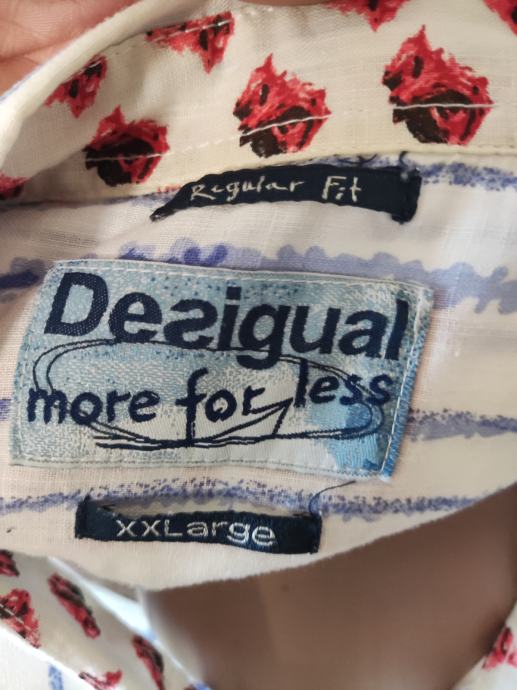 Regular Fit
Desigual
more for less
xxLarge